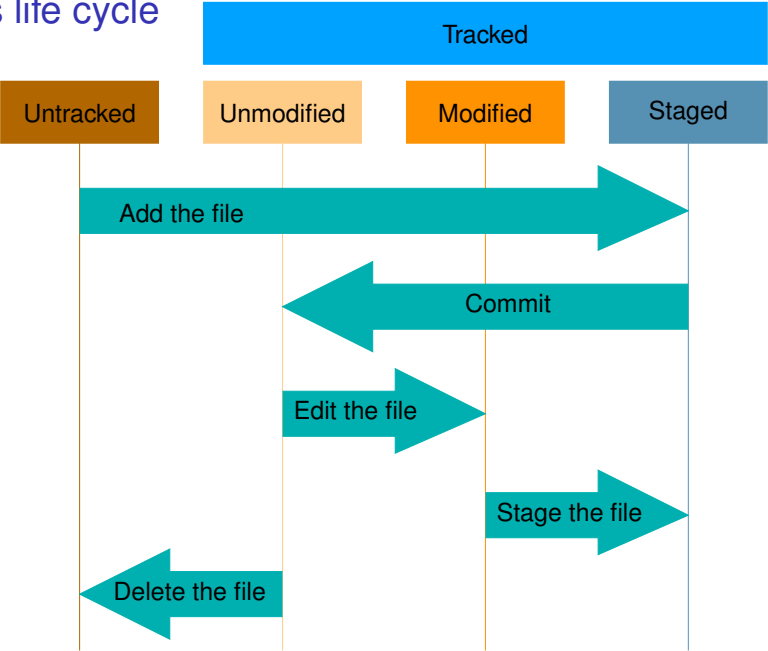 s life cycle
Tracked
Untracked
Unmodified
Modified
Staged
Add the file
Commit
Edit the file
Stage the file
Delete the file